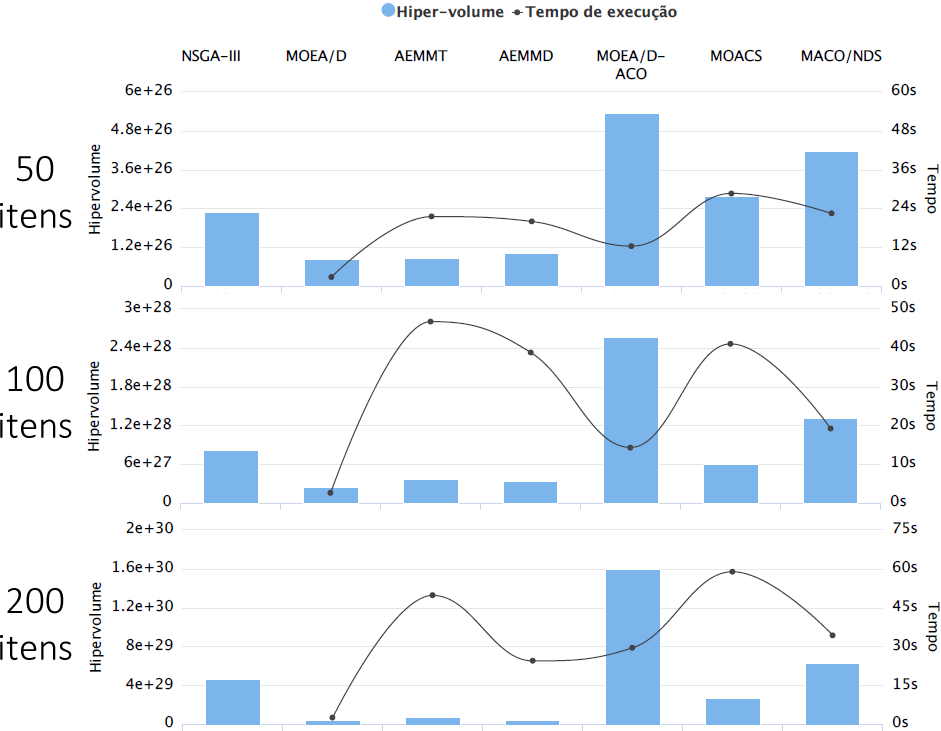 Hiper-volume Tempo de execução
NSGA-III MOEA/D AEMMT AEMMD MOEA/D-ACO MOACS MACO/NDS
50 itens
Hipervolume
6e+26
4.8e+26
3.6e+26
2.4e+26
1.2e+26
0
60s
48s
36s
24s
12s
0s
Tempo
100 itens
Hipervolume
3e+28
2.4e+28
1.8e+28
1.2e+28
6e+27
0
50s
40s
30s
20s
10s
0s
Tempo
200 itens
Hipervolume
2e+30
1.6e+30
1.2e+30
8e+29
4e+29
0
75s
60s
45s
30s
15s
0s
Tempo